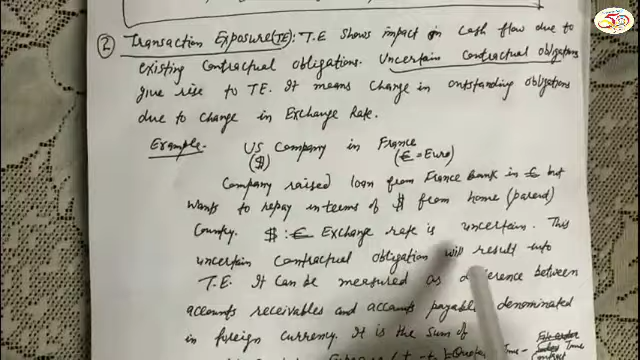 ② Transaction Exposure(TE): T.E shows impact on cash flow due to
existing contractual obligations. Uncertain contractual obligations
give rise to TE. It means change in outstanding obligations
due to change in Exchange Rate.
Example- US Company in France
($) (€ = Euro)
Company raised loan from France bank in € but
wants to repay in terms of $ from home (parent)
Country. $ : € Exchange rate is uncertain. This
uncertain contractual obligation will result into
T.E. It can be measured as difference between
accounts receivables and accounts payable denominated
in foreign currency. It is the sum of